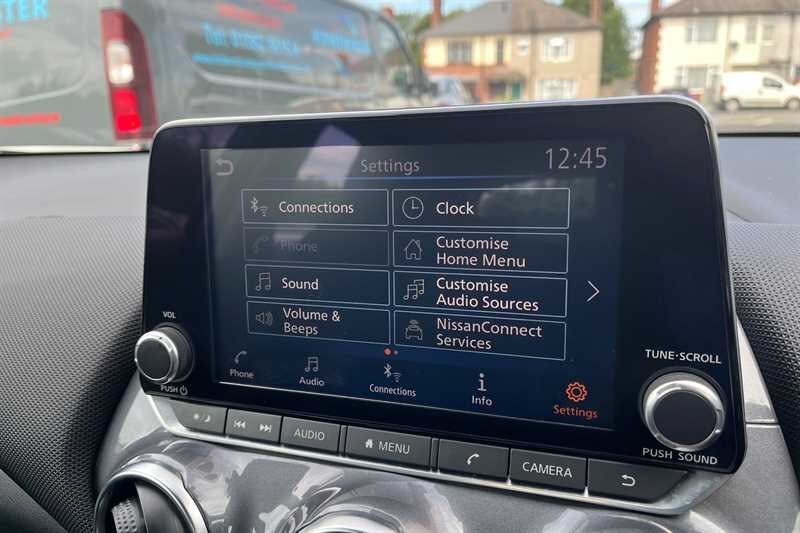 Settings
12:45
Connections
Clock
Phone
Customise
Home Menu
Sound
Customise
Audio Sources
Volume &
Beeps
NissanConnect
Services
Phone
Audio
Connections
Info
Settings
VOL
PUSH
TUNE·SCROLL
PUSH SOUND
AUDIO
MENU
CAMERA